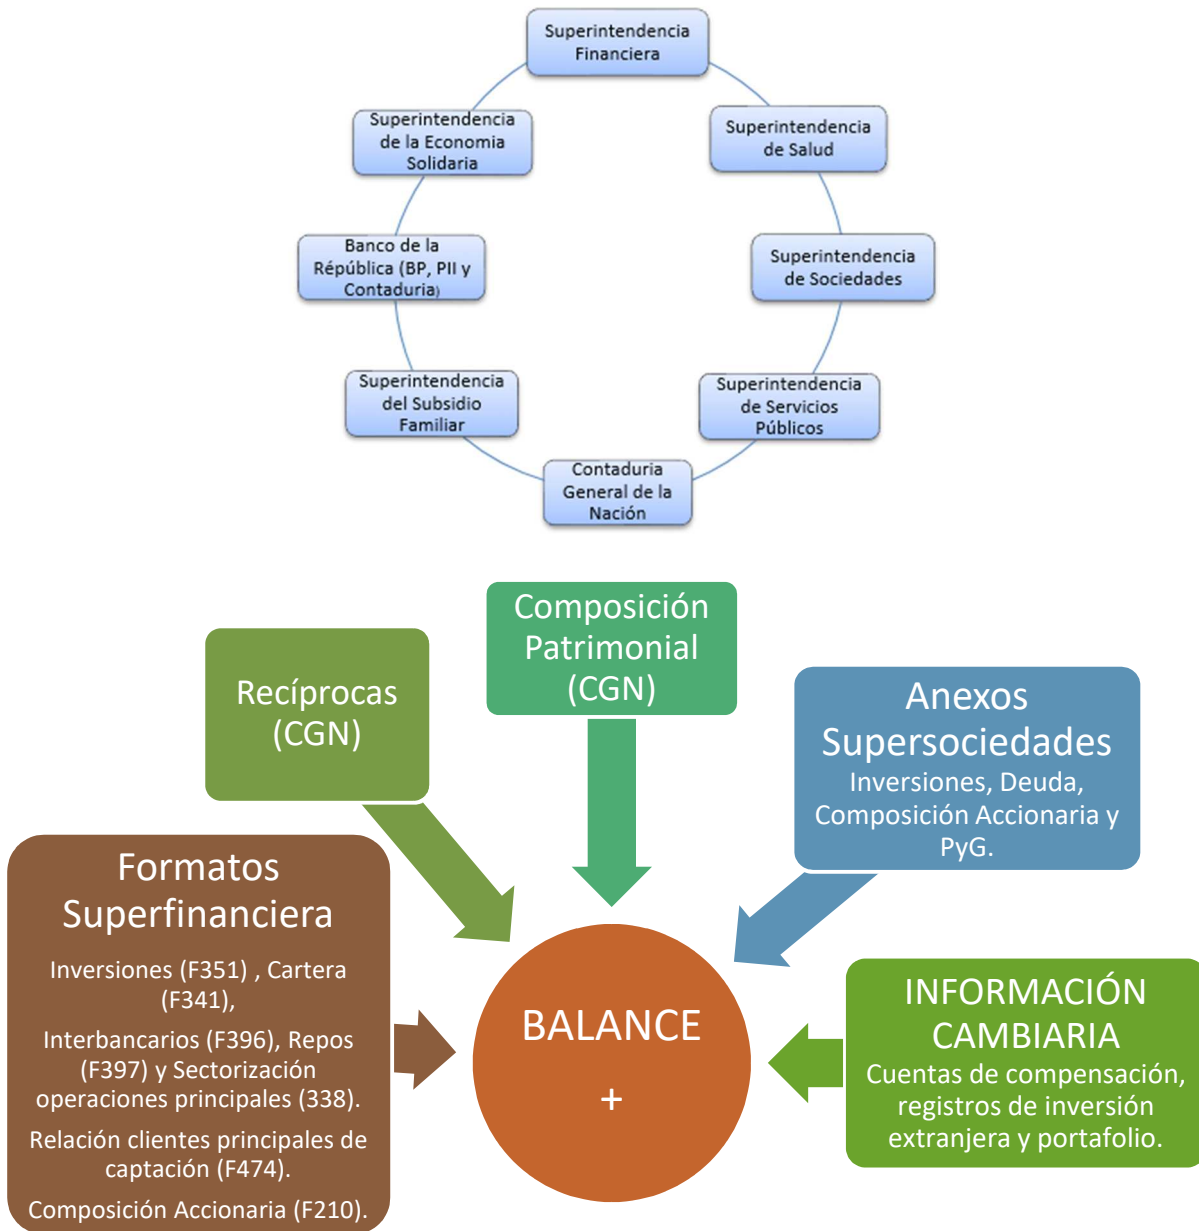 Superintendencia
Financiera
Superintendencia
de la Economia
Solidaria
Superintendencia
de Salud
Banco de la
Répública (BP, PII y
Contaduria)
Superintendencia
de Sociedades
Superintendencia
del Subsidio
Familiar
Superintendencia
de Servicios
Públicos
Contaduria
General de la
Nación
Composición
Patrimonial
(CGN)
Recíprocas
(CGN)
Anexos
Supersociedades
Inversiones, Deuda,
Composición Accionaria y
PyG.
Formatos
Superfinanciera
Inversiones (F351) , Cartera
(F341),
Interbancarios (F396), Repos
(F397) y Sectorización
operaciones principales (338).
Relación clientes principales de
captación (F474).
Composición Accionaria (F210).
BALANCE
+
INFORMACIÓN
CAMBIARIA
Cuentas de compensación,
registros de inversión
extranjera y portafolio.